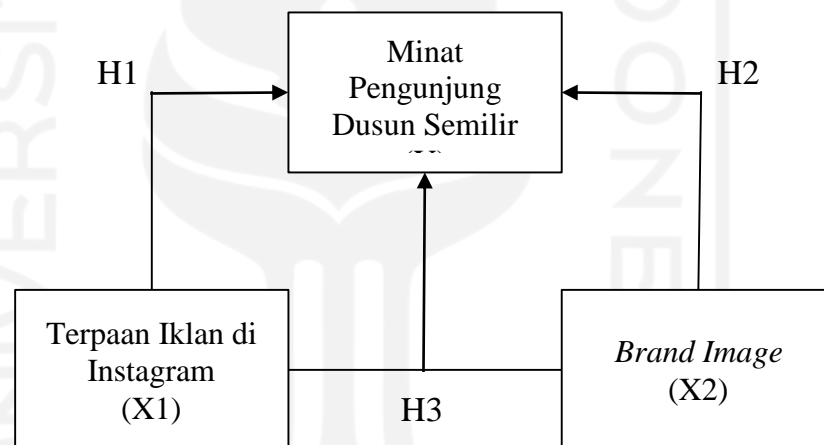 H1
Minat
Pengunjung
Dusun Semilir
H2
Terpaan Iklan di
Instagram
(X1)
H3
Brand Image
(X2)